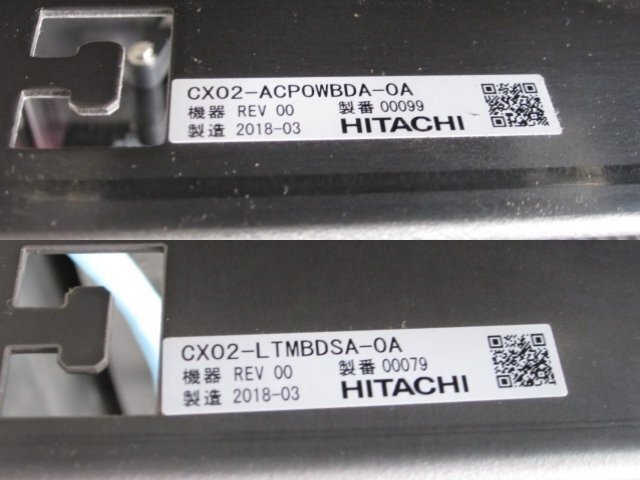 CX02-ACPOWBDA-0A
機器 REV 00 製番 00099
製造 2018-03 HITACHI
CX02-LTMBDSA-0A
機器 REV 00 製番 00079
製造 2018-03 HITACHI